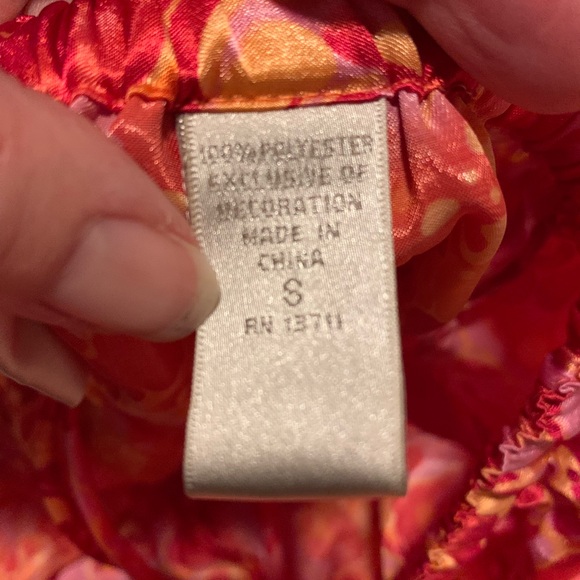 100% POLYESTER
EXCLUSIVE OF
DECORATION
MADE IN
CHINA
S
RN 13711